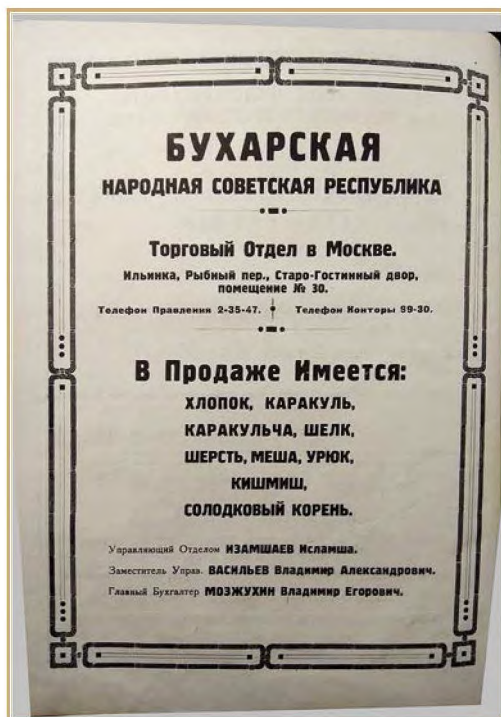 БУХАРСКАЯ
НАРОДНАЯ СОВЕТСКАЯ РЕСПУБЛИКА
Торговый Отдел в Москве.
Ильинка, Рыбный пер., Старо-Гостинный двор,
помещение № 30.
Телефон Правления 2-35-47. Телефон Конторы 99-30.
В Продаже Имеется:
ХЛОПОК, КАРАКУЛЬ,
КАРАКУЛЬЧА, ШЕЛК,
ШЕРСТЬ, МЕША, УРЮК,
КИШМИШ,
СОЛОДКОВЫЙ КОРЕНЬ.
Управляющий Отделом ИЗАМШАЕВ Исламша.
Заместитель Управ. ВАСИЛЬЕВ Владимир Александрович.
Главный Бухгалтер МОЗЖУХИН Владимир Егорович.